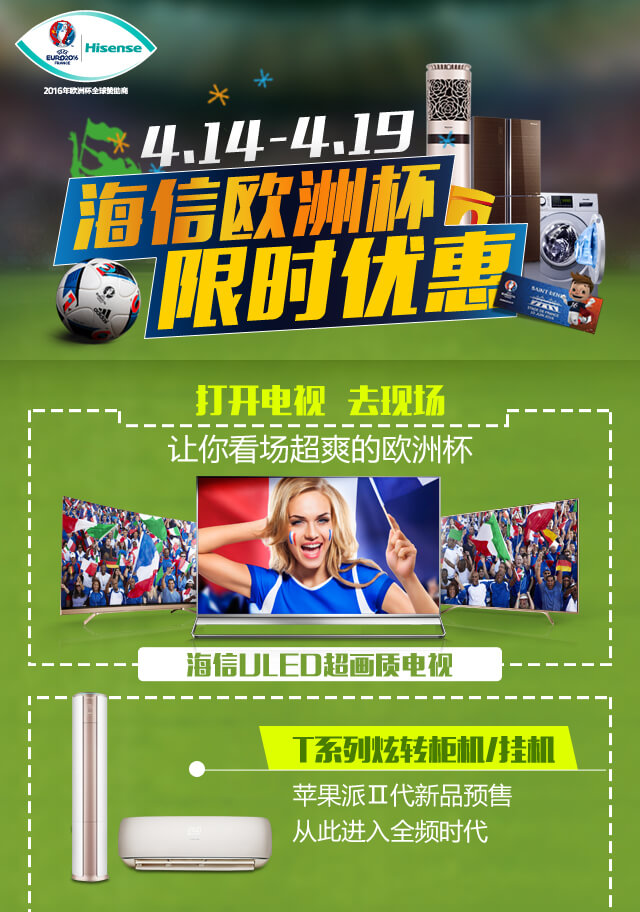 UEFA
EURO2016
FRANCE
Hisense
2016年欧洲杯全球赞助商
4.14-4.19
海信欧洲杯
限时优惠
adidas
SAINT-DENIS
打开电视 去现场
让你看场超爽的欧洲杯
海信ULED超画质电视
T系列炫转柜机/挂机
苹果派Ⅱ代新品预售
从此进入全频时代